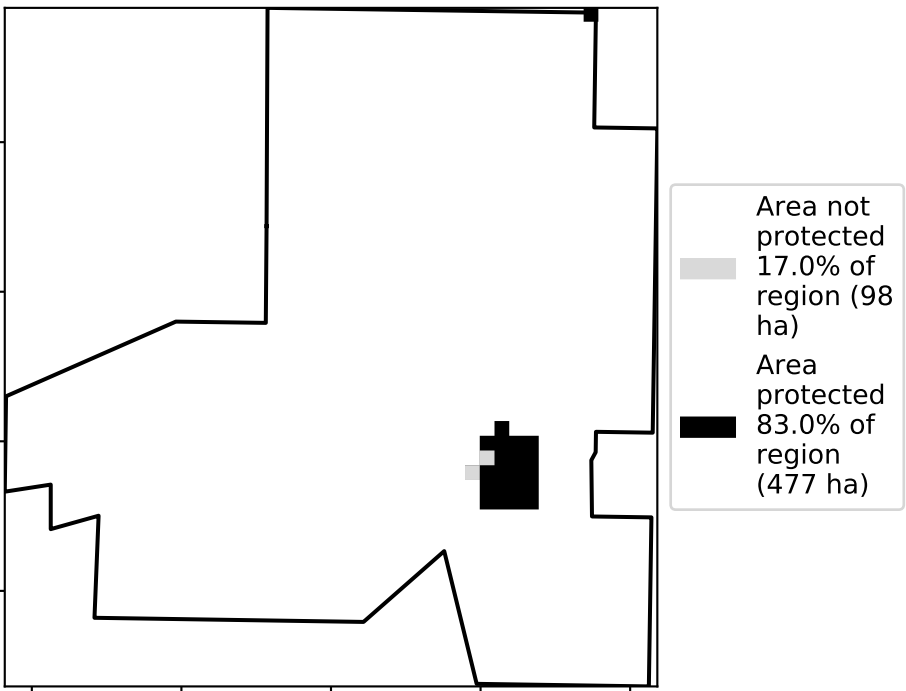 Area not
protected
17.0% of
region (98
ha)
Area
protected
83.0% of
region
(477 ha)